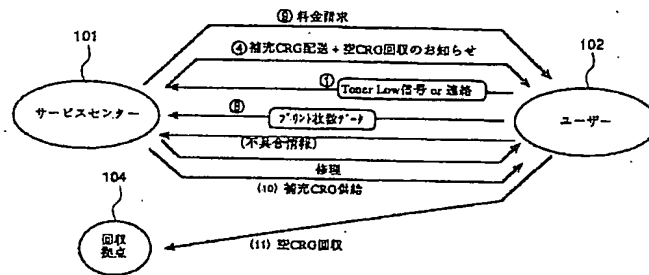 ⑨ 料金請求
④ 補充CRG配送 + 空CRG回収のお知らせ
101
102
① Toner Low信号 or 連絡
サービスセンター
⑧ プリント枚数データ
ユーザー
(不具合情報)
修理
(10) 補充CRG供給
104
回収
拠点
(11) 空CRG回収